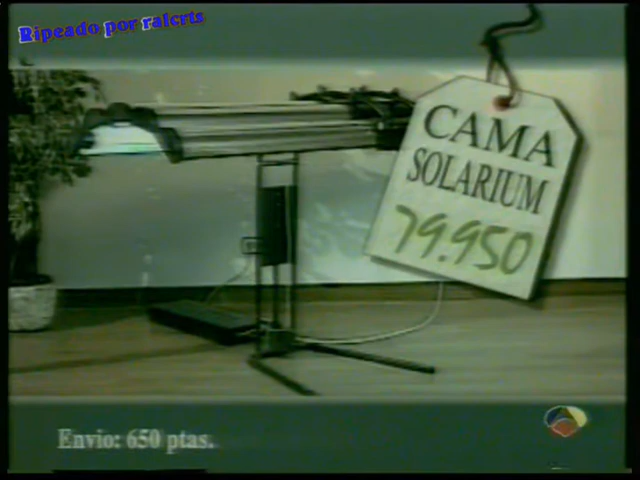 Ripeado por ralcrts
CAMA
SOLARIUM
79.950
Envio: 650 ptas.